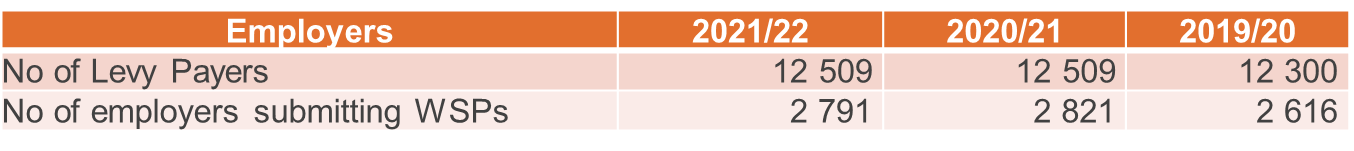 Employers 2021/22 2020/21 2019/20
No of Levy Payers 12 509 12 509 12 300
No of employers submitting WSPs 2 791 2 821 2 616